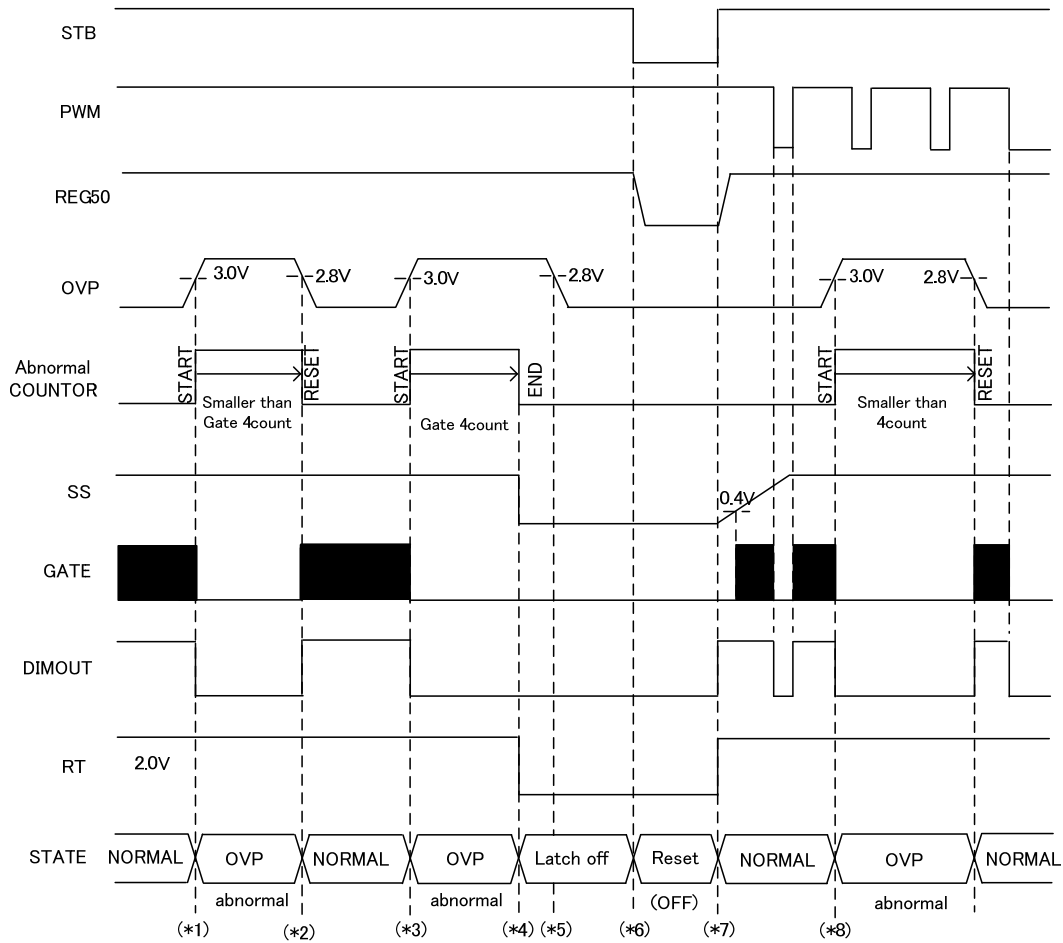 STB
PWM
REG50
OVP
3.0V
2.8V
3.0V
2.8V
3.0V
2.8V
Abnormal
COUNTOR
START
RESET
START
END
START
RESET
Smaller than
Gate 4count
Gate 4count
Smaller than
4count
SS
0.4V
GATE
DIMOUT
RT
2.0V
STATE
NORMAL
OVP
NORMAL
OVP
Latch off
Reset
NORMAL
OVP
NORMAL
abnormal
abnormal
(OFF)
abnormal
(*1)
(*2)
(*3)
(*4)
(*5)
(*6)
(*7)
(*8)